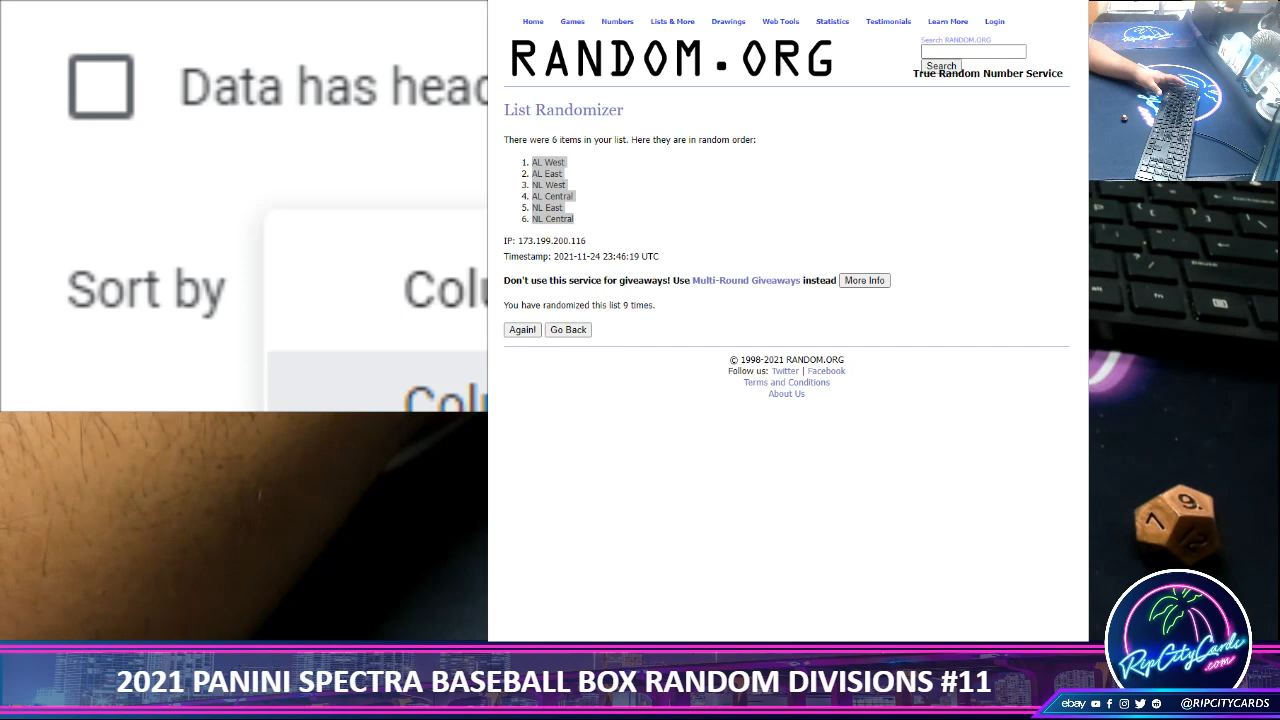 Data has head
Sort by
Colu
Colu
Home Games Numbers Lists & More Drawings Web Tools Statistics Testimonials Learn More Login
RANDOM.ORG
Search RANDOM.ORG
Search
True Random Number Service
List Randomizer
There were 6 items in your list. Here they are in random order:
1. AL West
2. AL East
3. NL West
4. AL Central
5. NL East
6. NL Central
IP: 173.199.200.116
Timestamp: 2021-11-24 23:46:19 UTC
Don't use this service for giveaways! Use Multi-Round Giveaways instead More Info
You have randomized this list 9 times.
Again! Go Back
© 1998-2021 RANDOM.ORG
Follow us: Twitter | Facebook
Terms and Conditions
About Us
7 9. 12
RipCityCards
.com
2021 PANINI SPECTRA BASEBALL BOX RANDOM DIVISIONS #11
ebay @RIPCITYCARDS